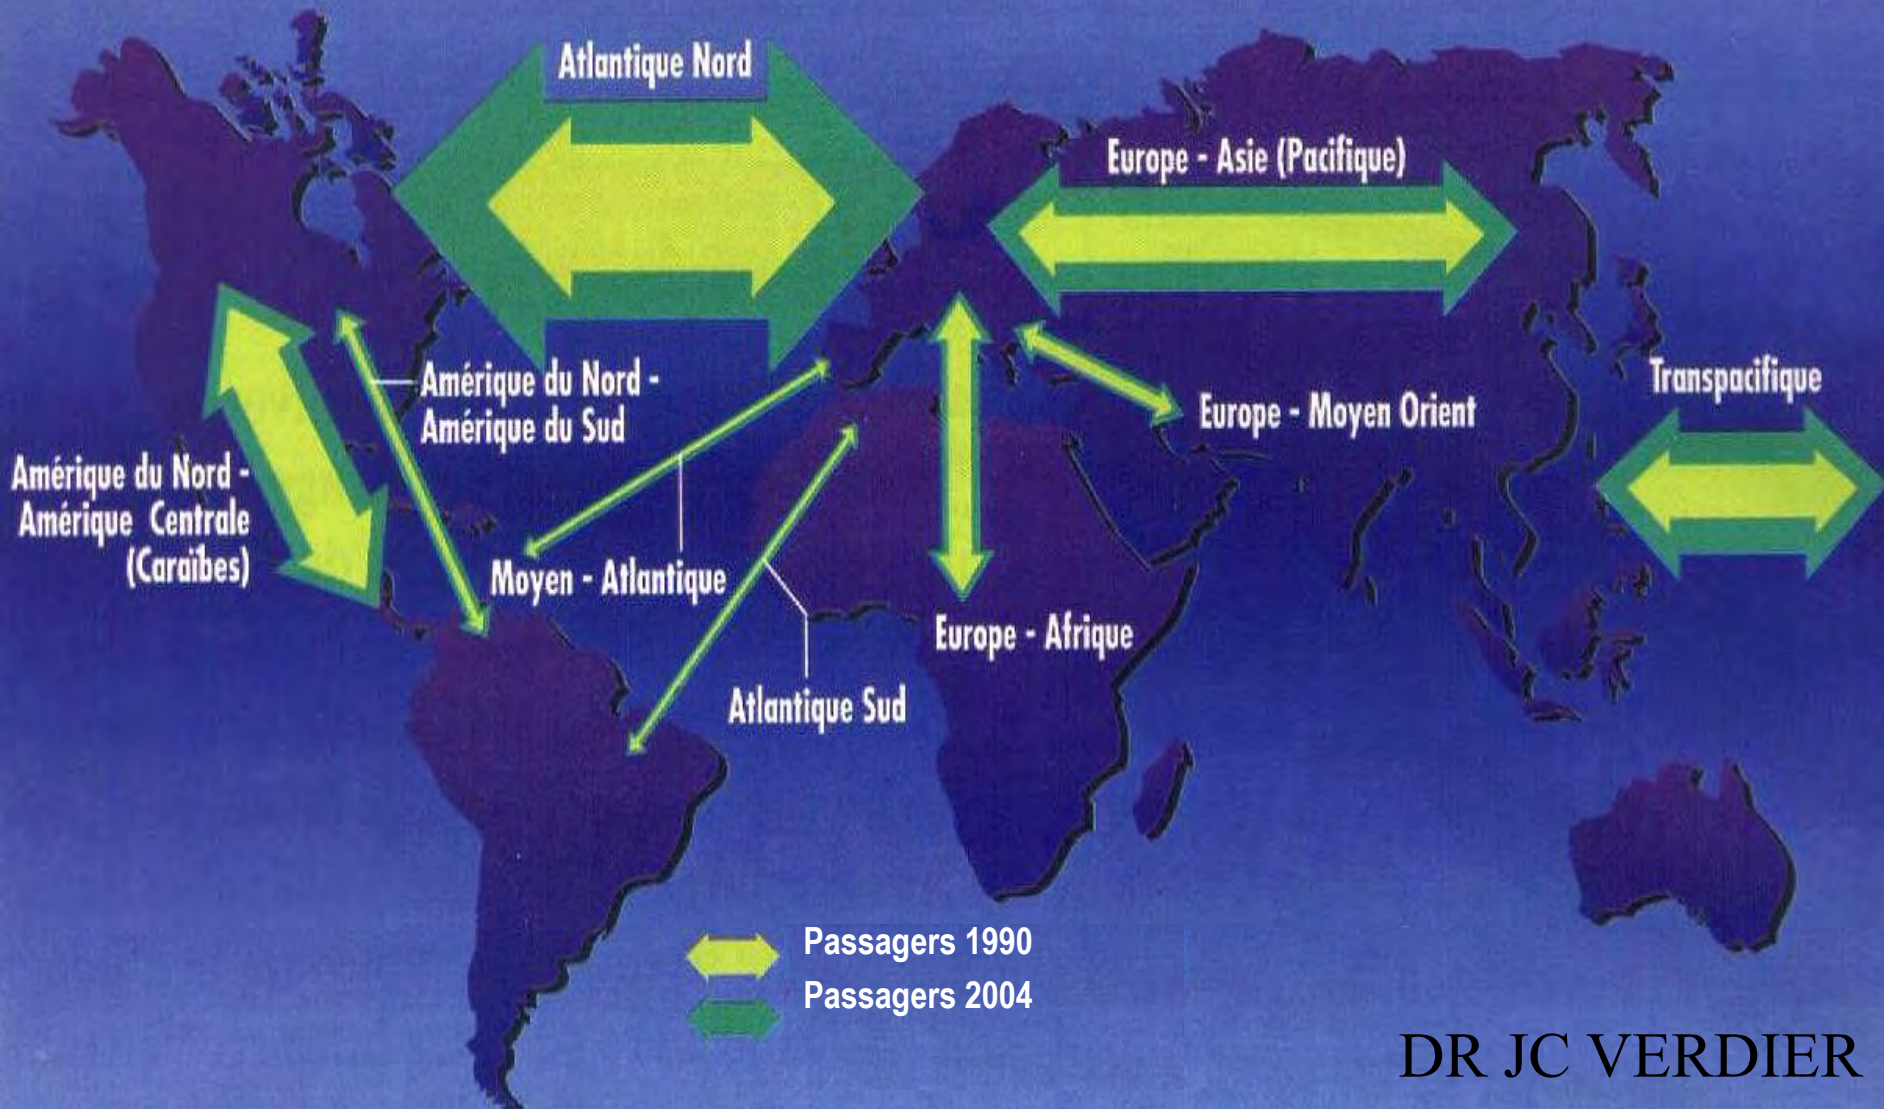 Atlantique Nord
Europe - Asie (Pacifique)
Amérique du Nord -
Amérique du Sud
Transpacifique
Europe - Moyen Orient
Amérique du Nord -
Amérique Centrale
(Caraïbes)
Moyen - Atlantique
Europe - Afrique
Atlantique Sud
Passagers 1990
Passagers 2004
DR JC VERDIER